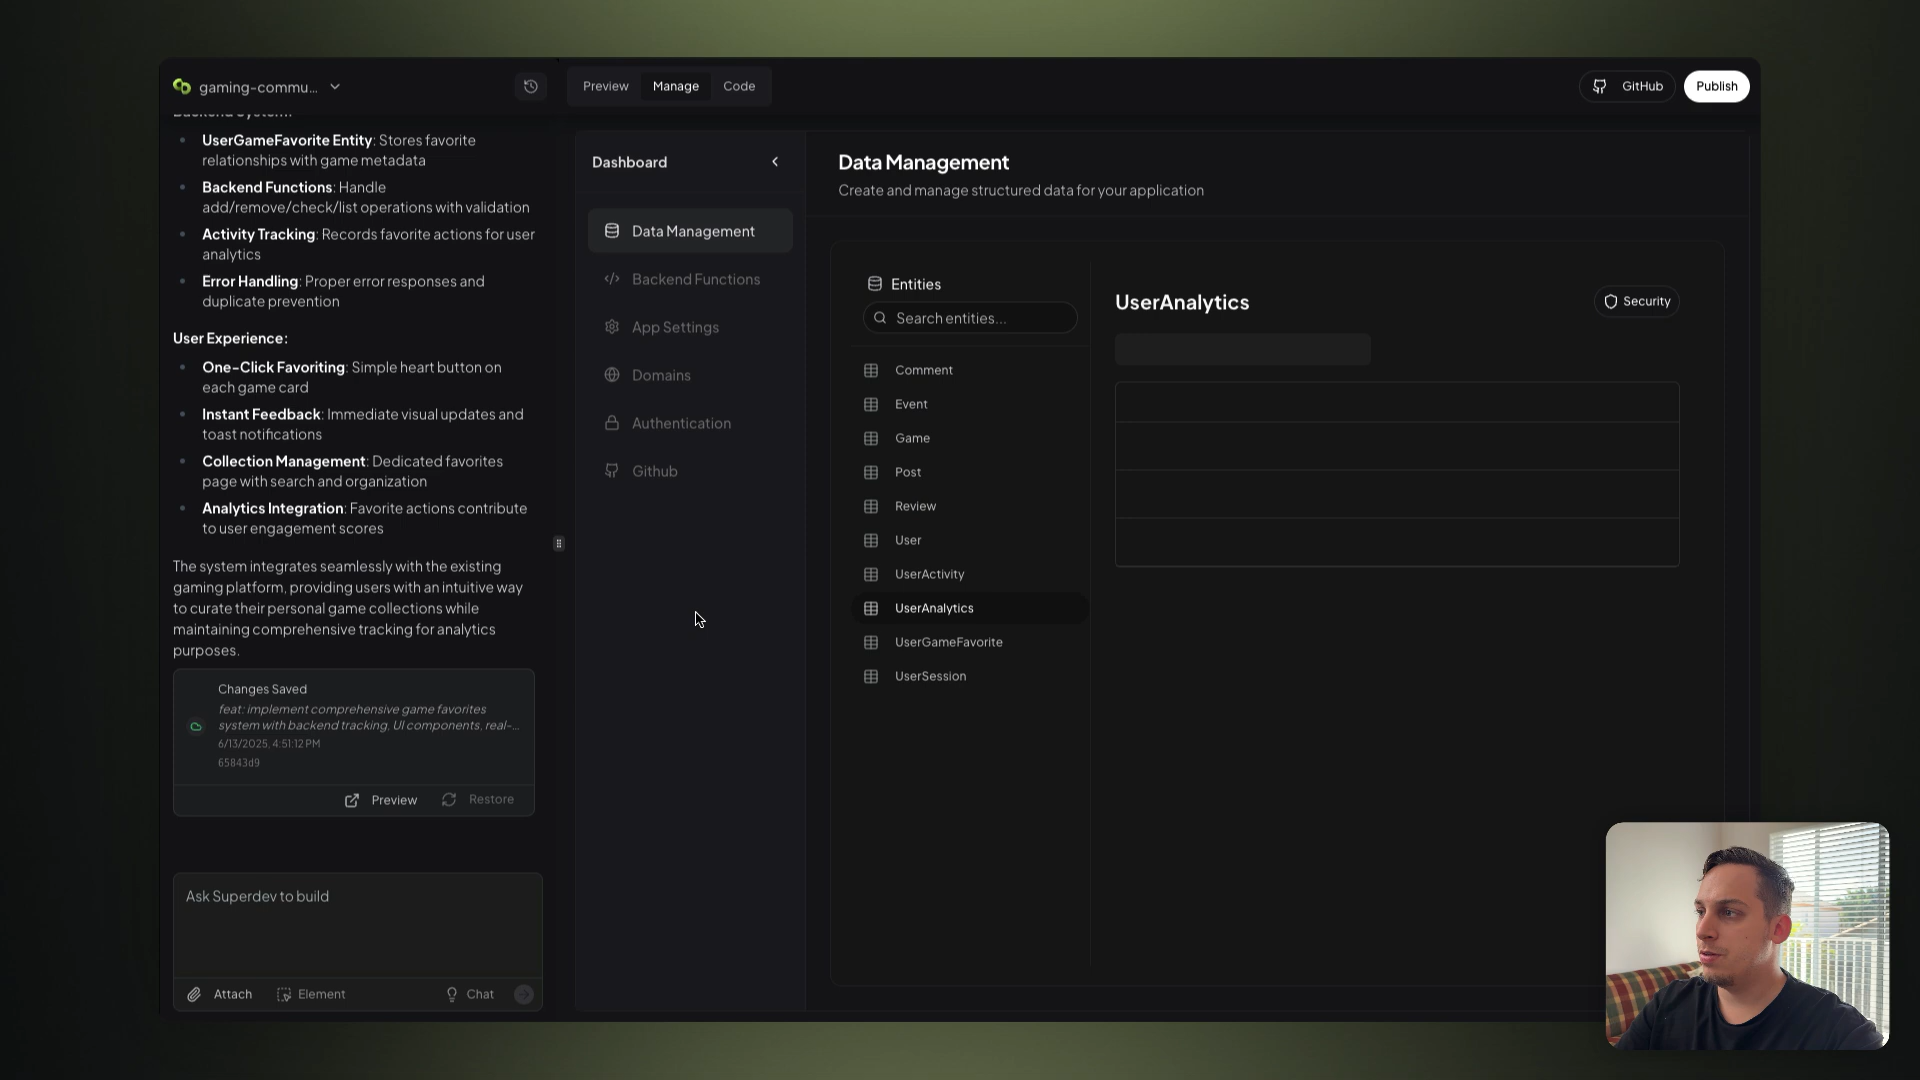 gaming-commu...
Preview
Manage
Code
GitHub
Publish
Backend System:
UserGameFavorite Entity: Stores favorite
relationships with game metadata
Backend Functions: Handle
add/remove/check/list operations with validation
Activity Tracking: Records favorite actions for user
analytics
Error Handling: Proper error responses and
duplicate prevention
User Experience:
One-Click Favoriting: Simple heart button on
each game card
Instant Feedback: Immediate visual updates and
toast notifications
Collection Management: Dedicated favorites
page with search and organization
Analytics Integration: Favorite actions contribute
to user engagement scores
The system integrates seamlessly with the existing
gaming platform, providing users with an intuitive way
to curate their personal game collections while
maintaining comprehensive tracking for analytics
purposes.
Changes Saved
feat: implement comprehensive game favorites
system with backend tracking, UI components, real-...
6/13/2025, 4:51:12 PM
65843d9
Preview
Restore
Ask Superdev to build
Attach
Element
Chat
Dashboard
Data Management
Backend Functions
App Settings
Domains
Authentication
Github
Data Management
Create and manage structured data for your application
Entities
Search entities...
Comment
Event
Game
Post
Review
User
UserActivity
UserAnalytics
UserGameFavorite
UserSession
UserAnalytics
Security